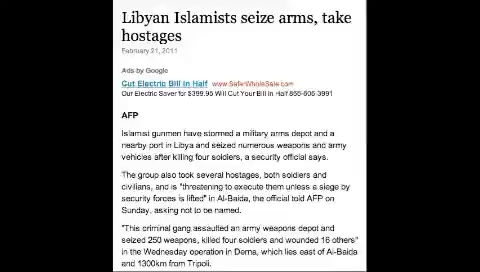 Libyan Islamists seize arms, take
hostages
February 21, 2011
Ads by Google
Cut Electric Bill In Half www.SellerWholeSale.com
Our Electric Saver for $399.95 Will Cut Your Bill In Half 866-606-3991
AFP
Islamist gunmen have stormed a military arms depot and a
nearby port in Libya and seized numerous weapons and army
vehicles after killing four soldiers, a security official says.
The group also took several hostages, both soldiers and
civilians, and is "threatening to execute them unless a siege by
security forces is lifted" in Al-Baida, the official told AFP on
Sunday, asking not to be named.
"This criminal gang assaulted an army weapons depot and
seized 250 weapons, killed four soldiers and wounded 16 others"
in the Wednesday operation in Derna, which lies east of Al-Baida
and 1300km from Tripoli.